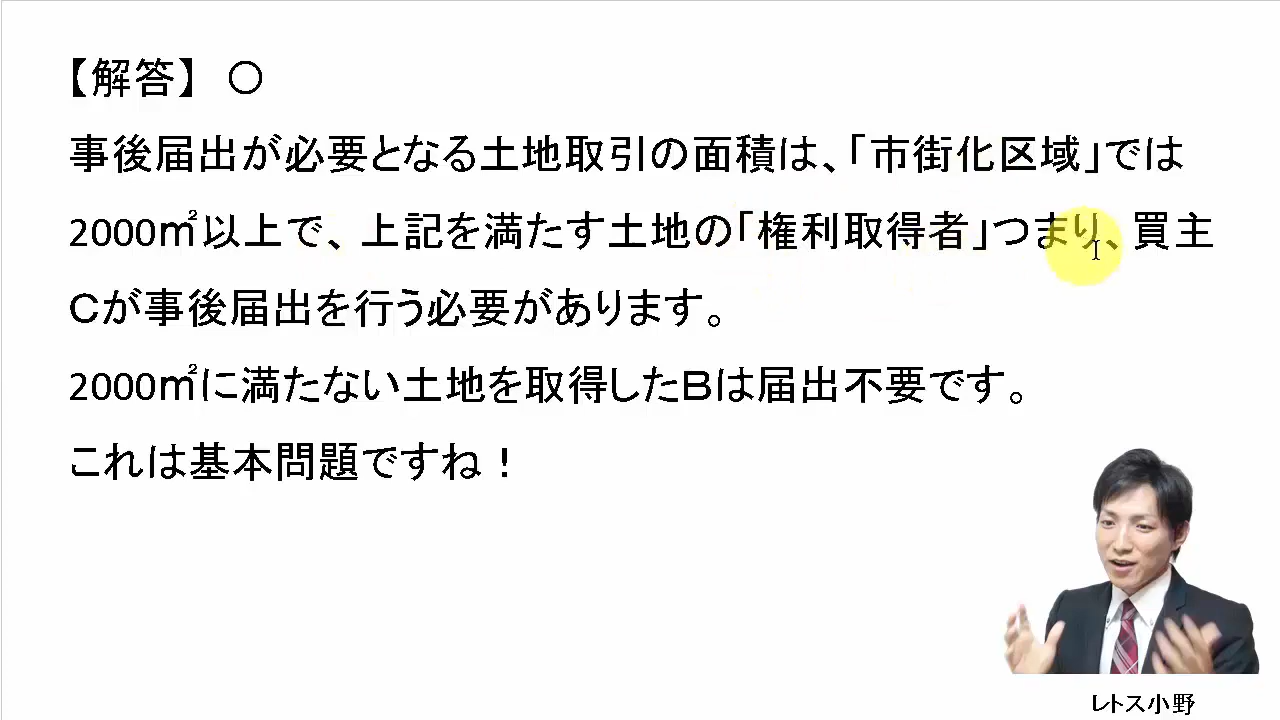 【解答】 ○
事後届出が必要となる土地取引の面積は、「市街化区域」では
2000㎡以上で、上記を満たす土地の「権利取得者」つまり、買主
Cが事後届出を行う必要があります。
2000㎡に満たない土地を取得したBは届出不要です。
これは基本問題ですね！
レトス小野